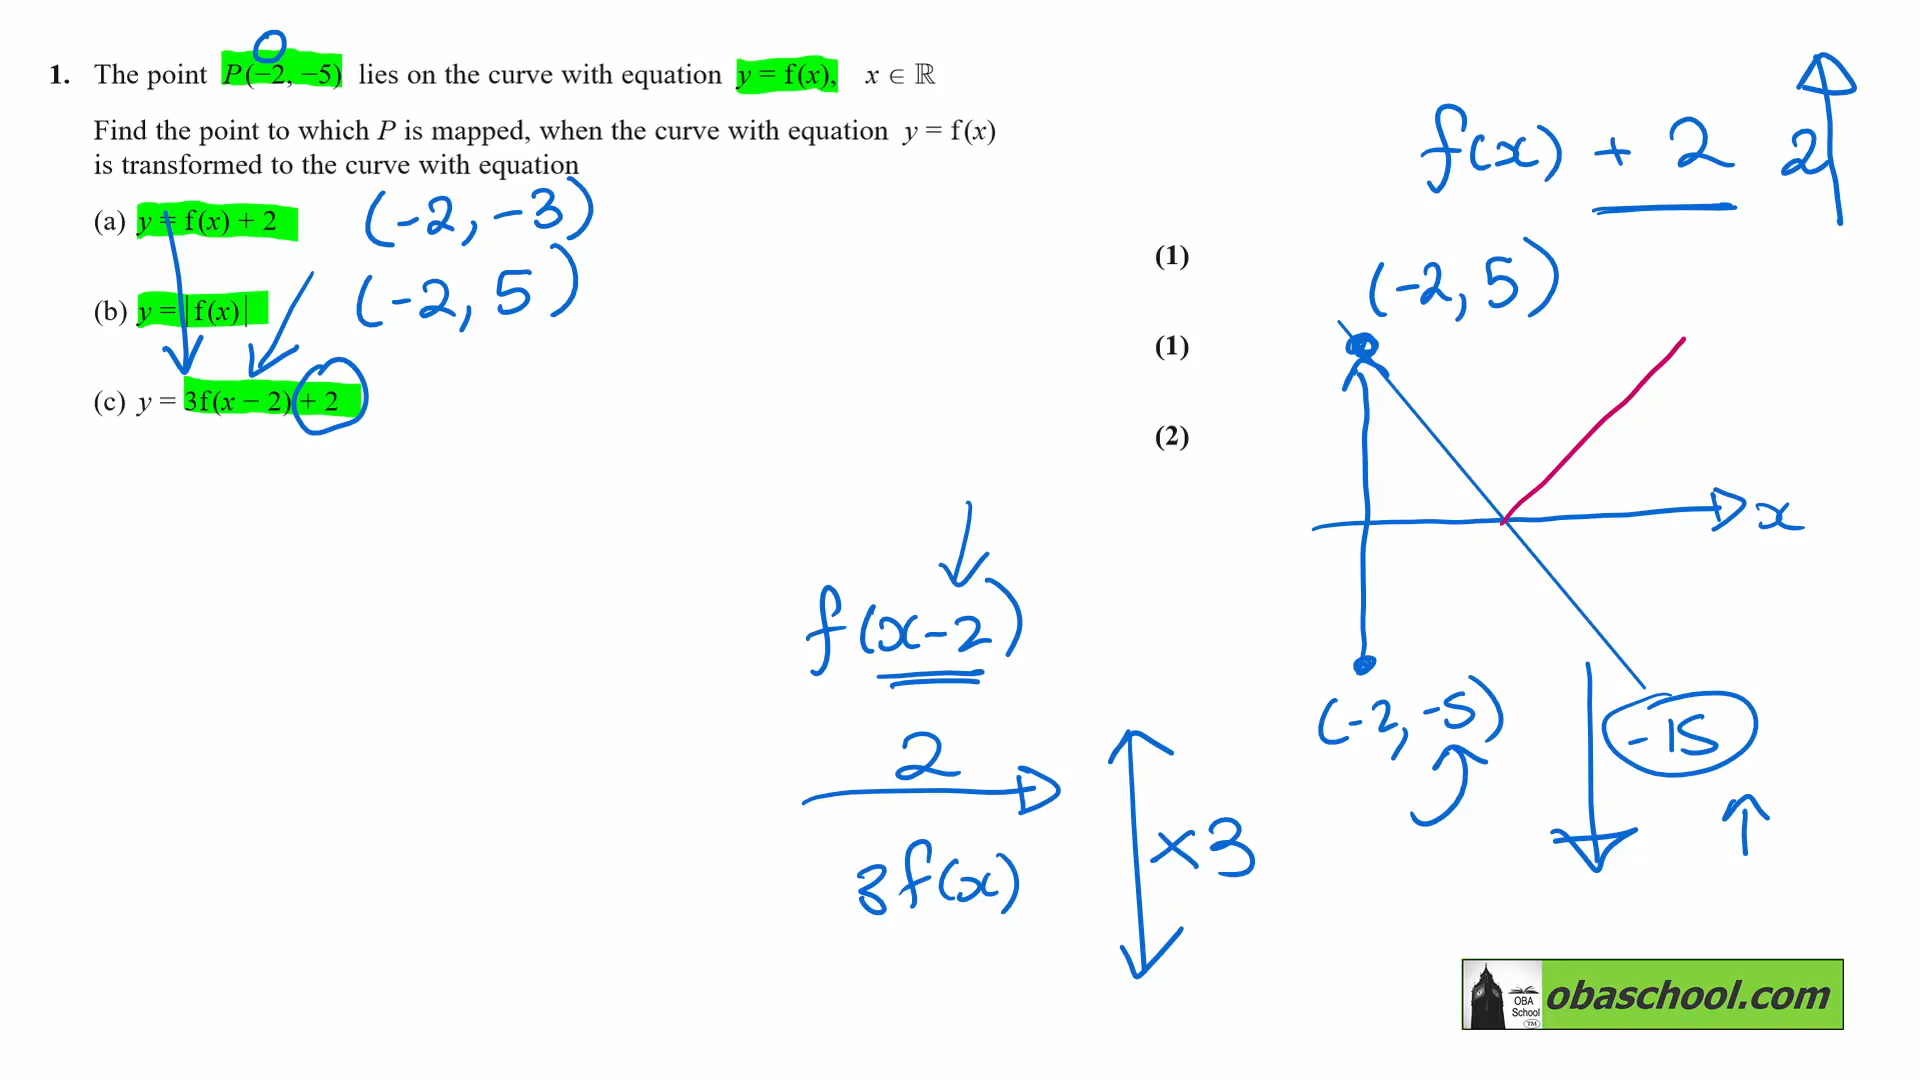 0
1. The point P(−2, −5) lies on the curve with equation y = f(x), x ∈ ℝ
Find the point to which P is mapped, when the curve with equation y = f(x)
is transformed to the curve with equation
f(x) + 2 2
(a) y = f(x) + 2 (-2, -3)
(1)
(b) y = |f(x)| (-2, 5)
(-2, 5)
(1)
(c) y = 3f(x − 2) + 2
(2)
x
f(x-2)
(-2, -5)
-15
2
×3
3f(x)
OBA
School
TM
obaschool.com